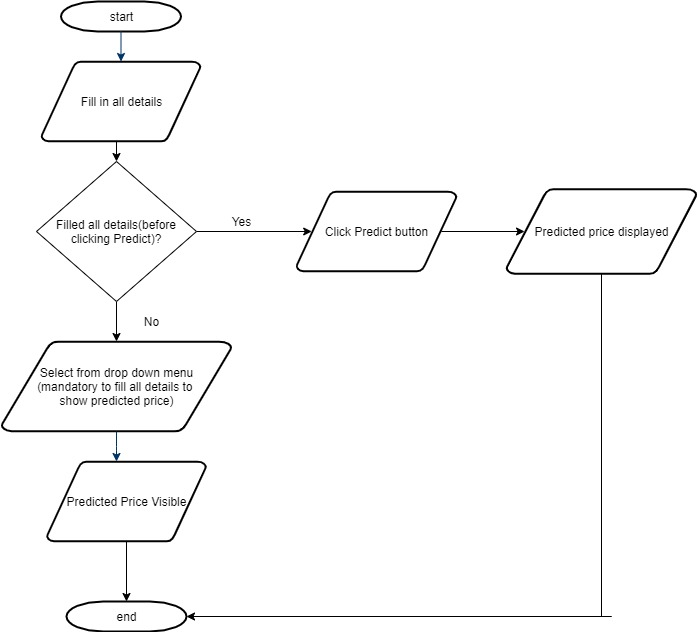 start
Fill in all details
Filled all details(before
clicking Predict)?
Yes
Click Predict button
Predicted price displayed
No
Select from drop down menu
(mandatory to fill all details to
show predicted price)
Predicted Price Visible
end